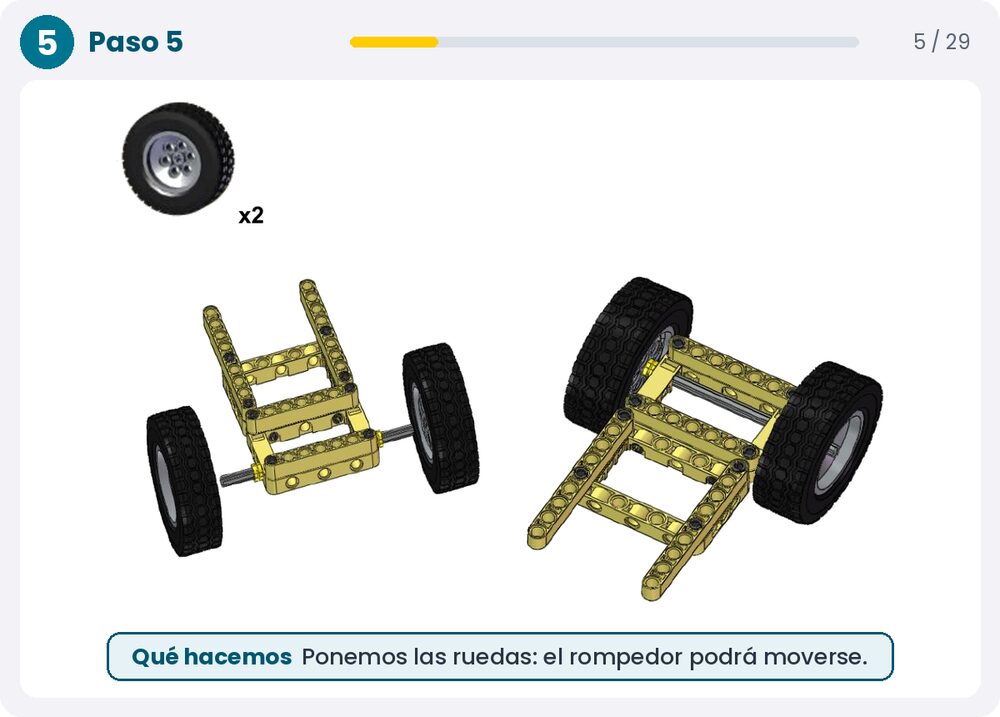 5 Paso 5 5 / 29
x2
Qué hacemos Ponemos las ruedas: el rompedor podrá moverse.